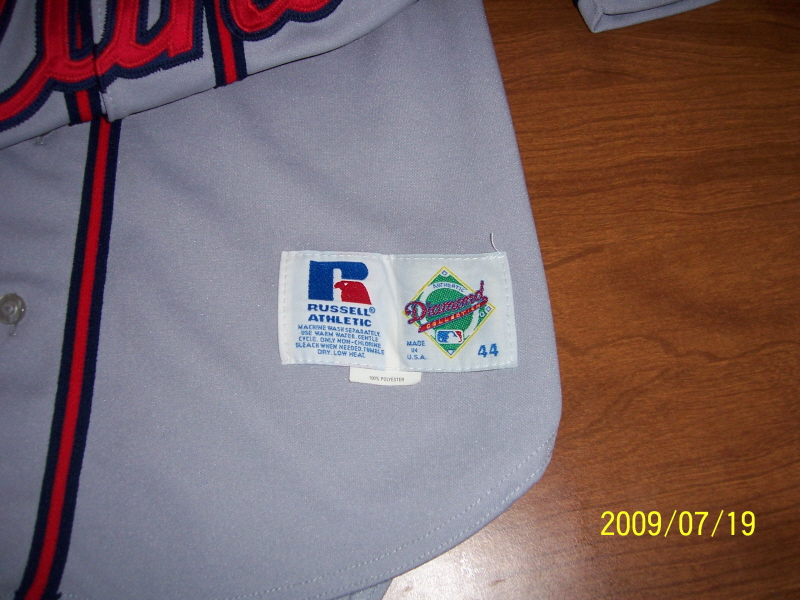 RUSSELL®
ATHLETIC
MACHINE WASH SEPARATELY.
USE WARM WATER, GENTLE
CYCLE. ONLY NON-CHLORINE
BLEACH WHEN NEEDED. TUMBLE
DRY, LOW HEAT.
AUTHENTIC
Diamond
COLLECTION
MADE
IN
U.S.A.
44
100% POLYESTER
2009/07/19